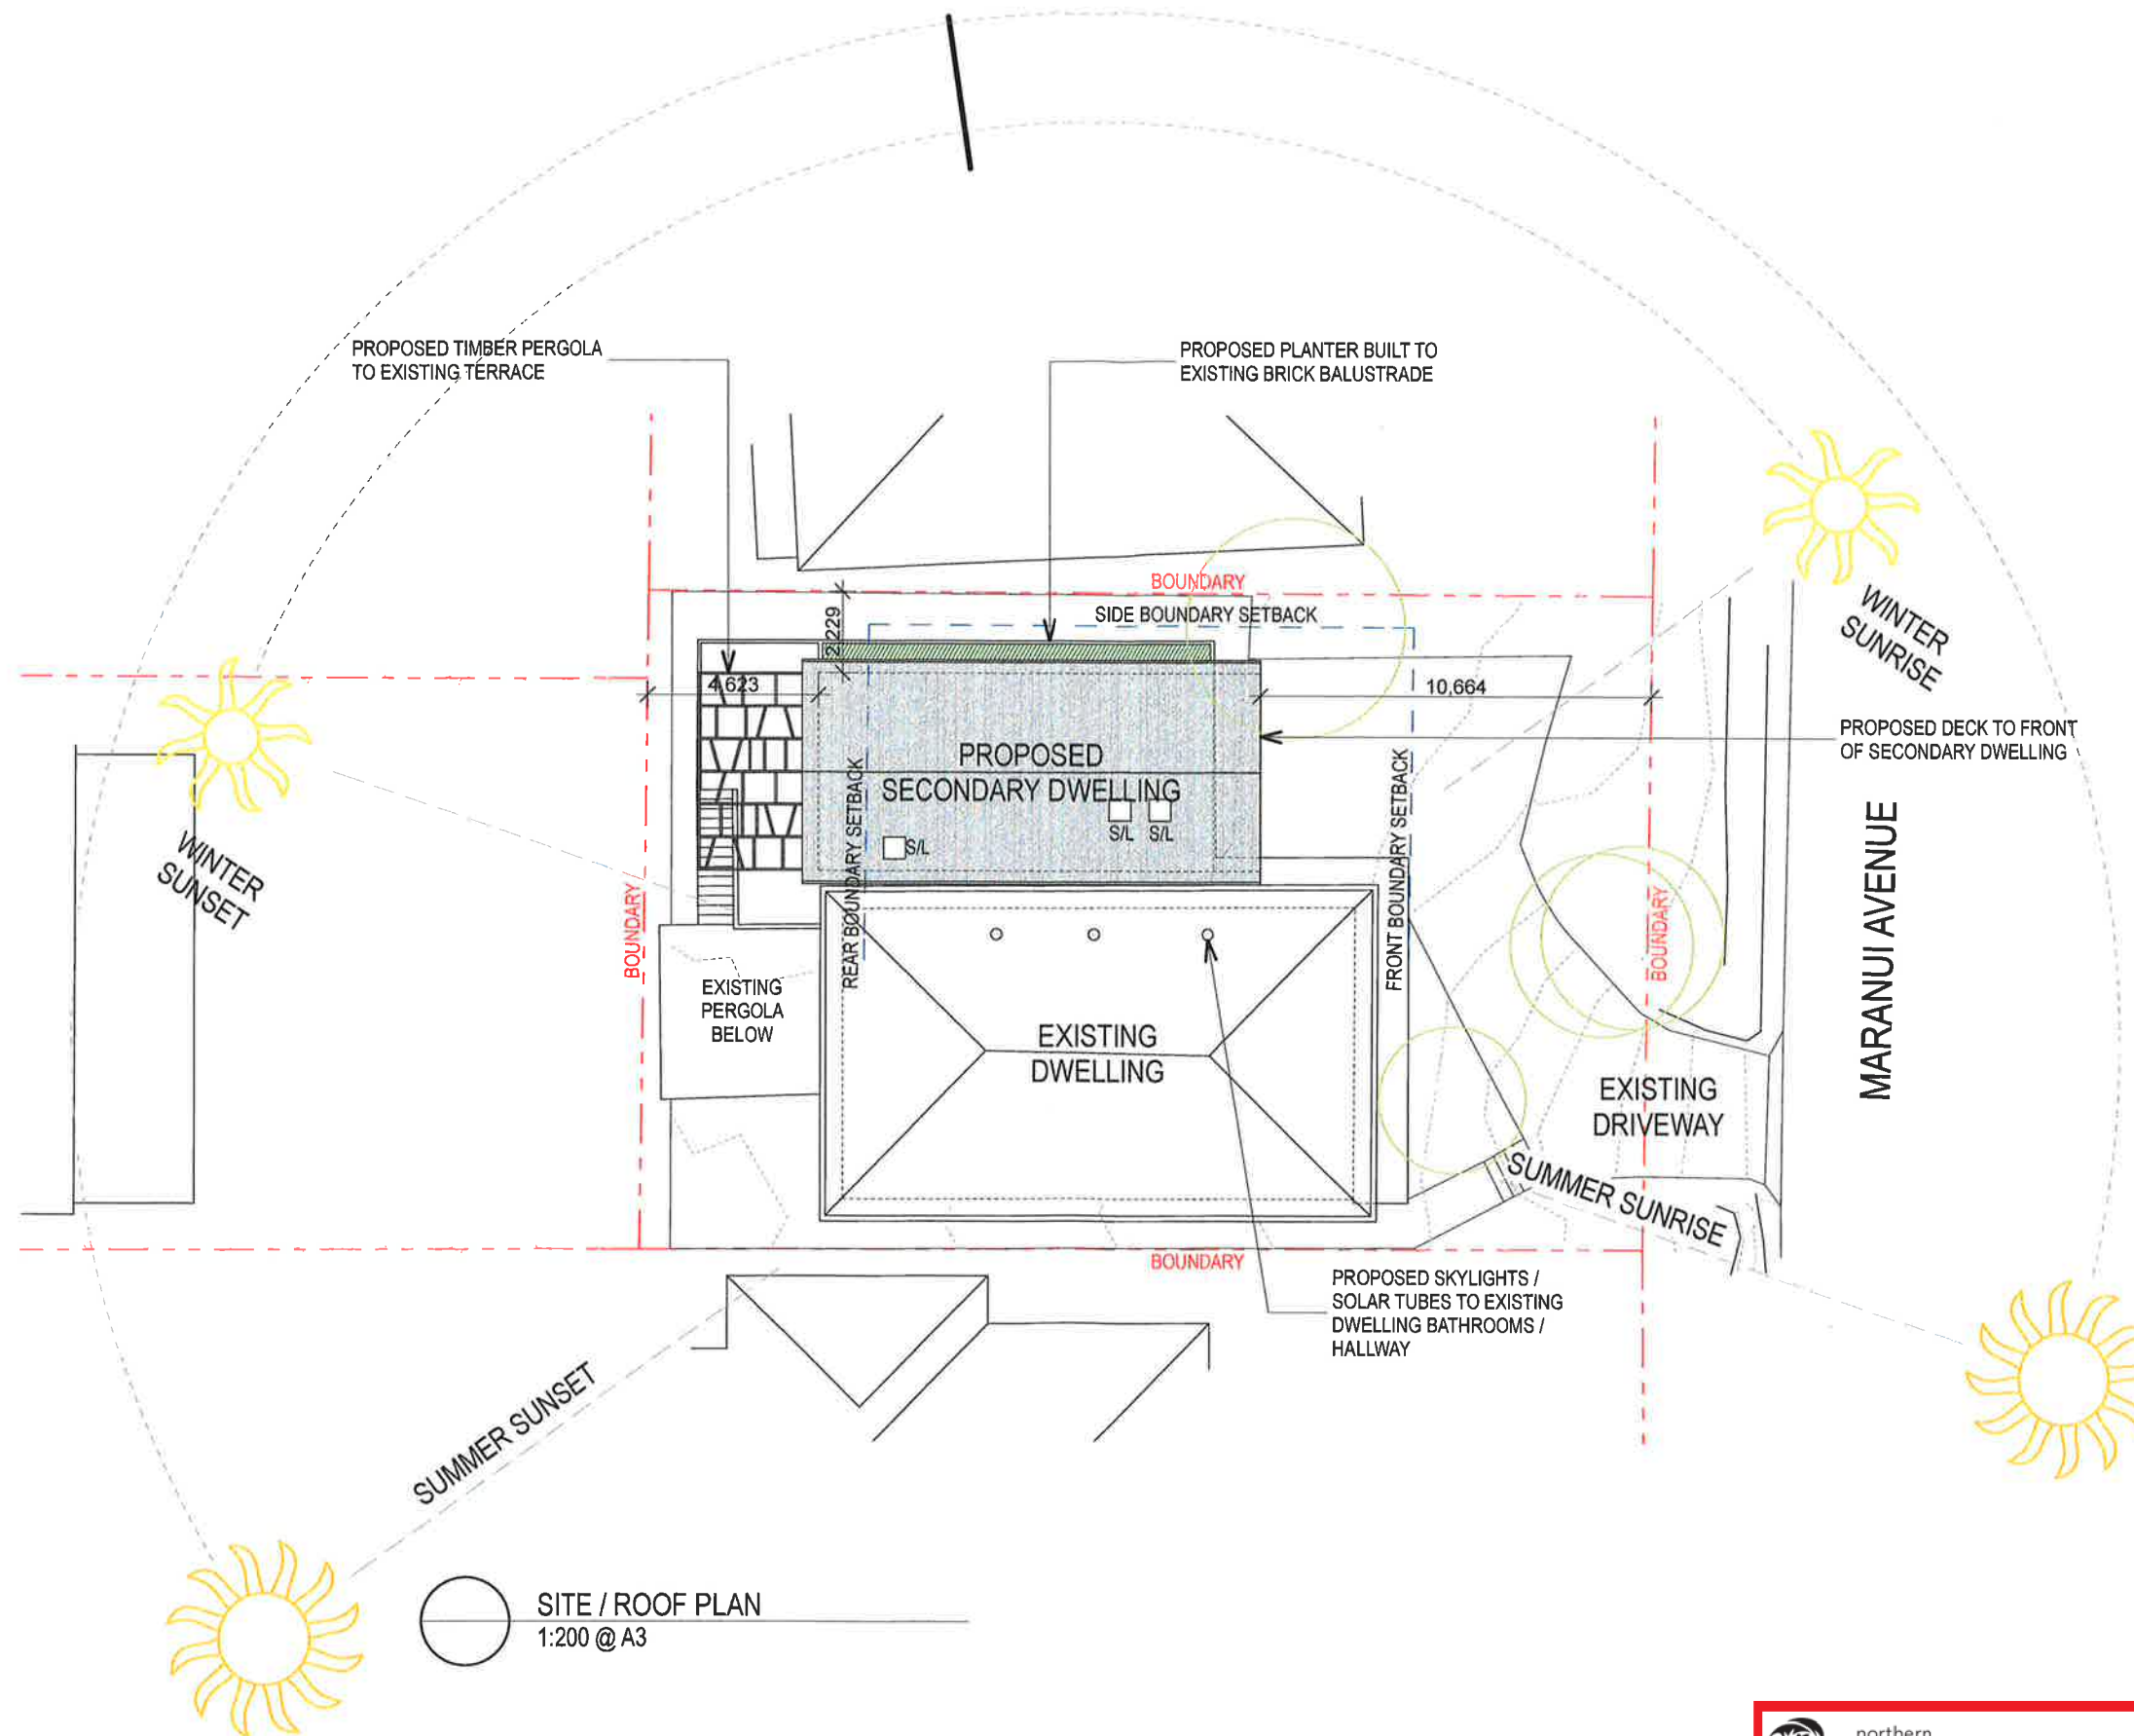 PROPOSED TIMBER PERGOLA
TO EXISTING TERRACE
PROPOSED PLANTER BUILT TO
EXISTING BRICK BALUSTRADE
BOUNDARY
SIDE BOUNDARY SETBACK
WINTER
SUNRISE
2,229
4,623
10,664
PROPOSED DECK TO FRONT
OF SECONDARY DWELLING
PROPOSED
SECONDARY DWELLING
S/L
S/L
S/L
REAR BOUNDARY SETBACK
FRONT BOUNDARY SETBACK
MARANUI AVENUE
WINTER
SUNSET
BOUNDARY
BOUNDARY
EXISTING
PERGOLA
BELOW
EXISTING
DWELLING
EXISTING
DRIVEWAY
SUMMER SUNRISE
BOUNDARY
PROPOSED SKYLIGHTS /
SOLAR TUBES TO EXISTING
DWELLING BATHROOMS /
HALLWAY
SUMMER SUNSET
SITE / ROOF PLAN
1:200 @ A3
northern